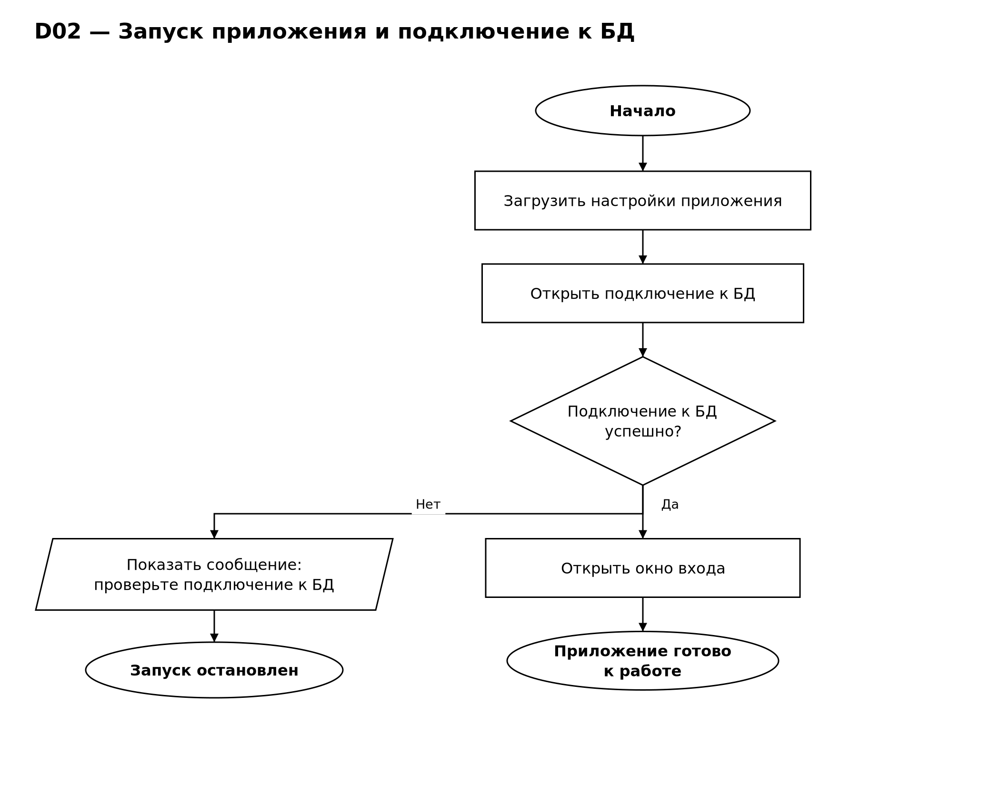 D02 — Запуск приложения и подключение к БД
Начало
Загрузить настройки приложения
Открыть подключение к БД
Подключение к БД
успешно?
Нет
Да
Показать сообщение:
проверьте подключение к БД
Открыть окно входа
Запуск остановлен
Приложение готово
к работе